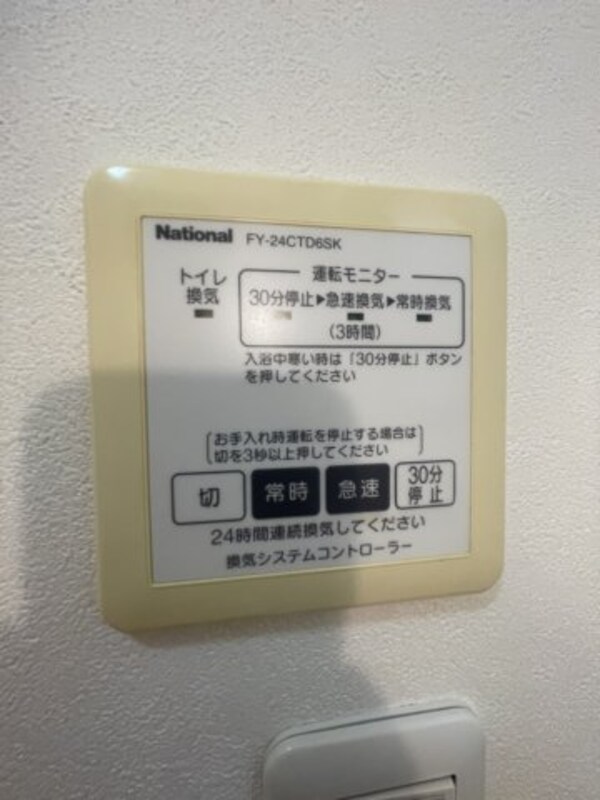 National FY-24CTD6SK
トイレ
換気
運転モニター
30分停止▶急速換気▶常時換気
(3時間)
入浴中寒い時は「30分停止」ボタン
を押してください
お手入れ時運転を停止する場合は
切を3秒以上押してください
切 常時 急速 30分
停止
24時間連続換気してください
換気システムコントローラー